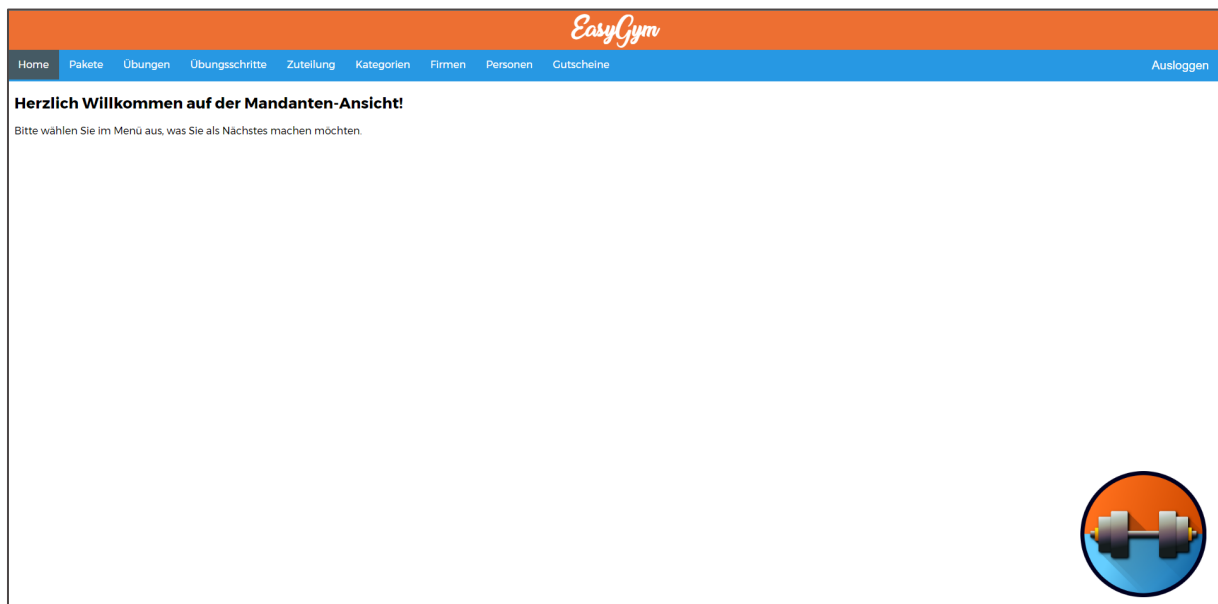 EasyGym
Home Pakete Übungen Übungsschritte Zuteilung Kategorien Firmen Personen Gutscheine Ausloggen
Herzlich Willkommen auf der Mandanten-Ansicht!
Bitte wählen Sie im Menü aus, was Sie als Nächstes machen möchten.